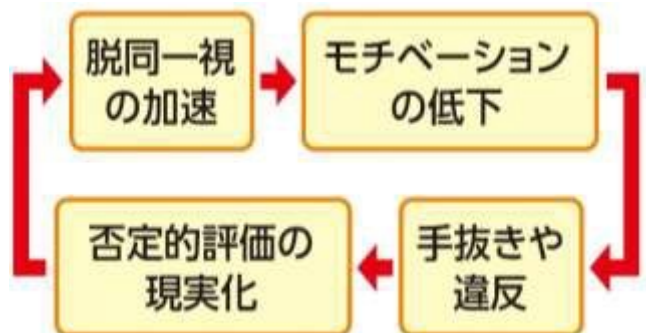 脱同一視
の加速
モチベーション
の低下
手抜きや
違反
否定的評価の
現実化